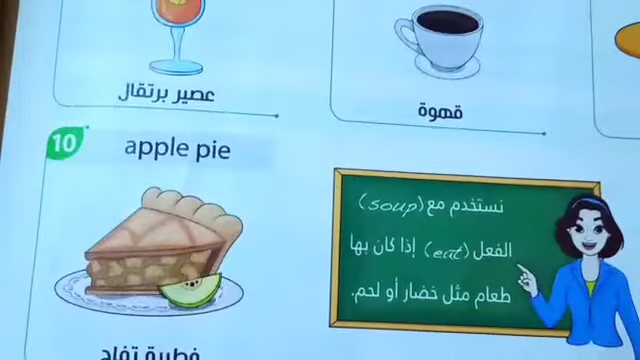 عصير برتقال
قهوة
10
apple pie
فطيرة تفاح
نستخدم مع (soup)
الفعل (eat) إذا كان بها
طعام مثل خضار أو لحم.